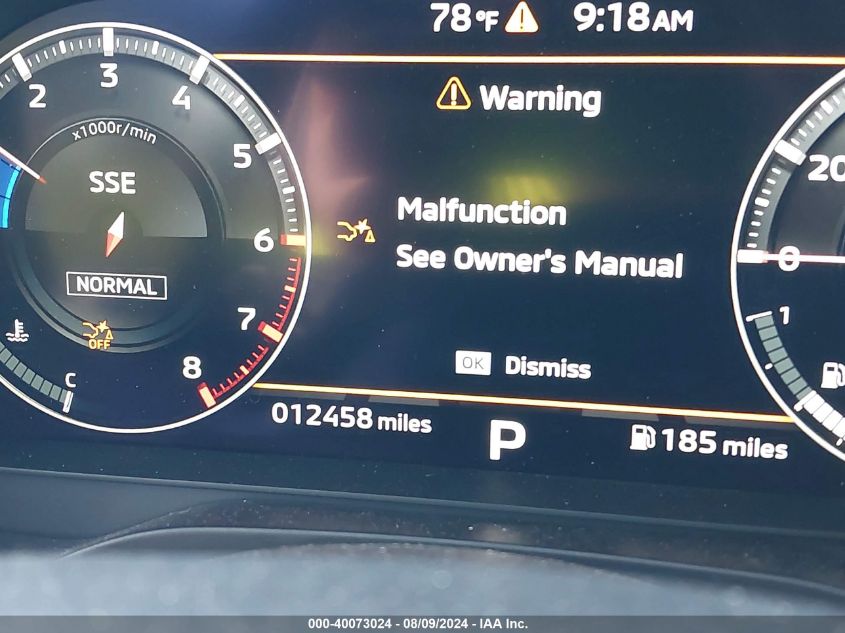 78°F 9:18AM
Warning
Malfunction
See Owner's Manual
OK Dismiss
012458 miles
P
185 miles
2
3
4
5
6
7
8
x1000r/min
SSE
NORMAL
OFF
C
20
0
1
000-40073024 - 08/09/2024 - IAA Inc.